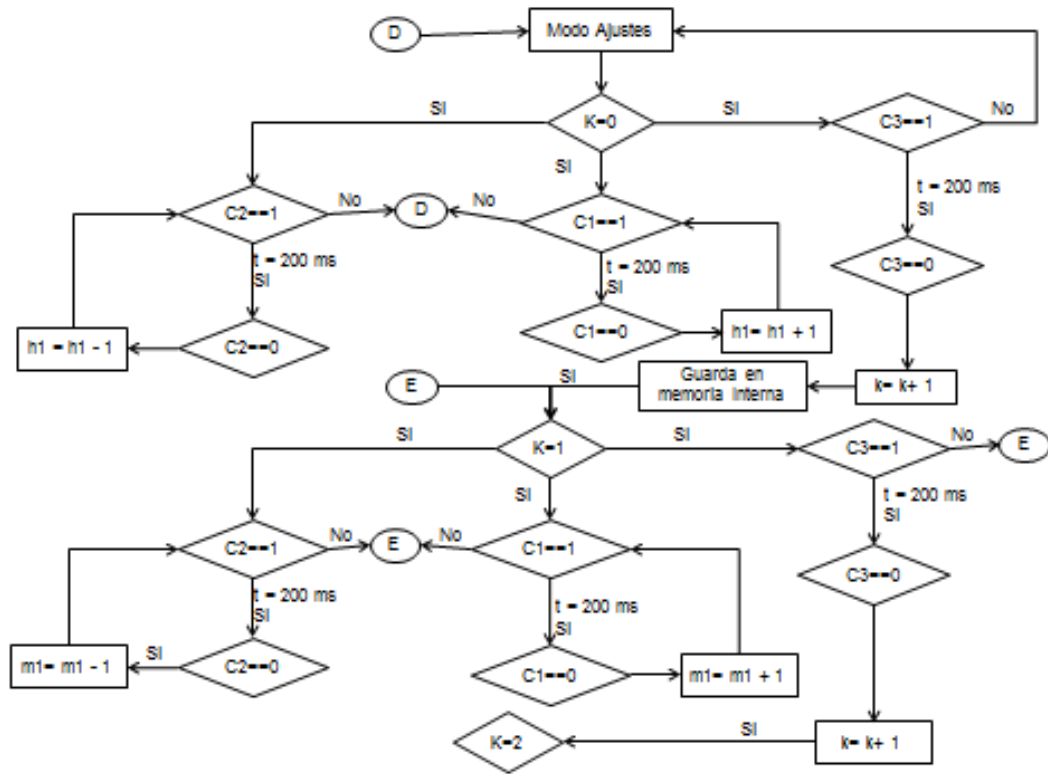 D
Modo Ajustes
SI
K=0
SI
C3==1
No
SI
t = 200 ms
SI
C2==1
No
D
No
C1==1
C3==0
t = 200 ms
SI
t = 200 ms
SI
h1 = h1 - 1
C2==0
C1==0
h1= h1 + 1
E
SI
Guarda en
memoria interna
k= k+ 1
SI
K=1
SI
C3==1
No
E
SI
t = 200 ms
SI
C2==1
No
E
No
C1==1
C3==0
t = 200 ms
SI
t = 200 ms
SI
m1= m1 - 1
SI
C2==0
C1==0
m1= m1 + 1
K=2
SI
k= k+ 1